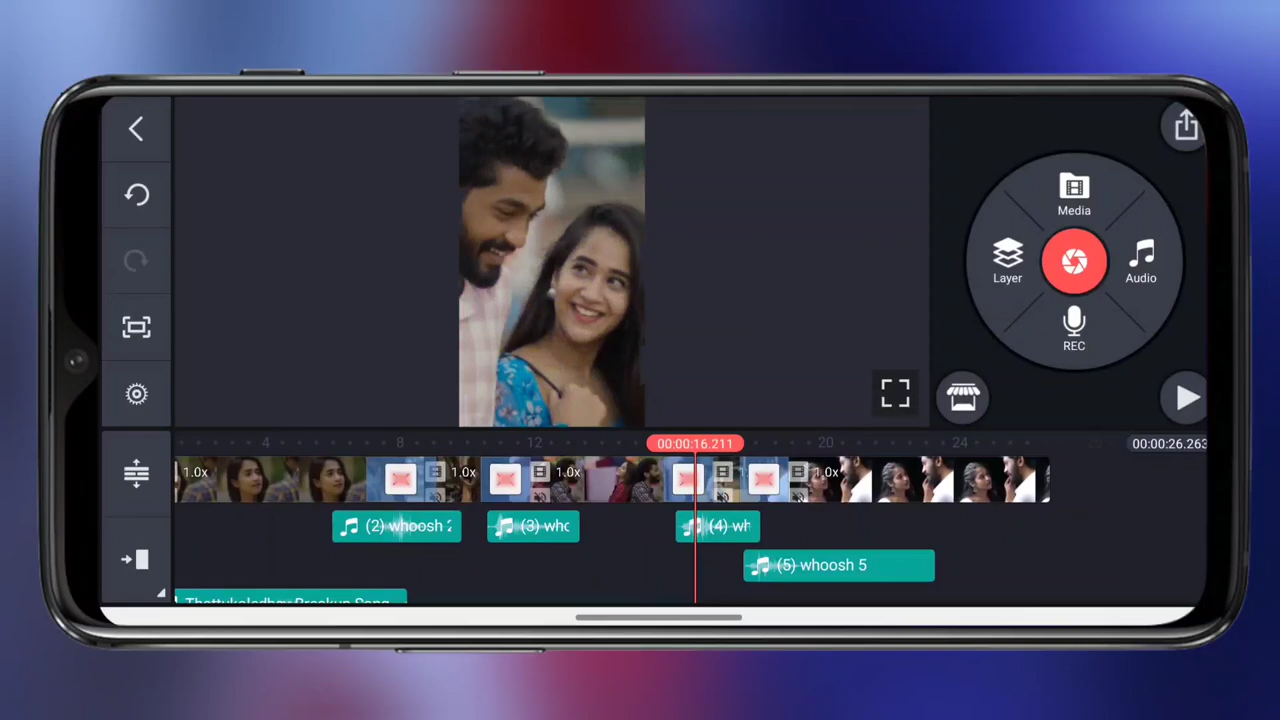 Media
Layer
Audio
REC
4
8
12
00:00:16.211
20
24
00:00:26.263
1.0x
1.0x
1.0x
1.0x
(2) whoosh 2
(3) who
(4) wh
(5) whoosh 5
Thattukoledhey Breakup Song